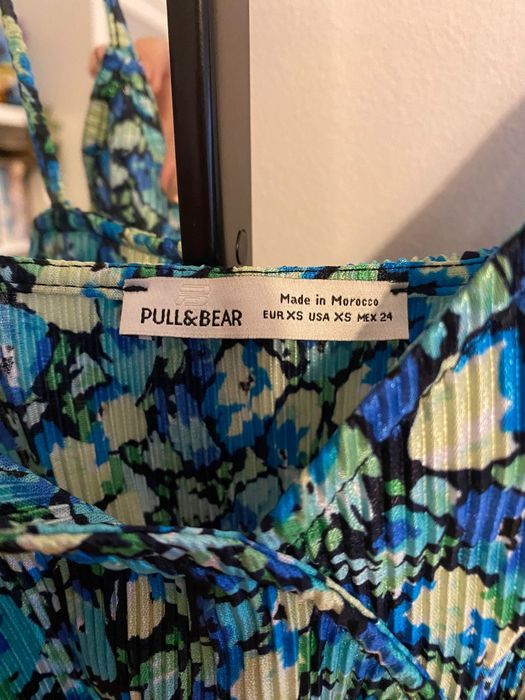 PULL&BEAR
Made in Morocco
EUR XS USA XS MEX 24